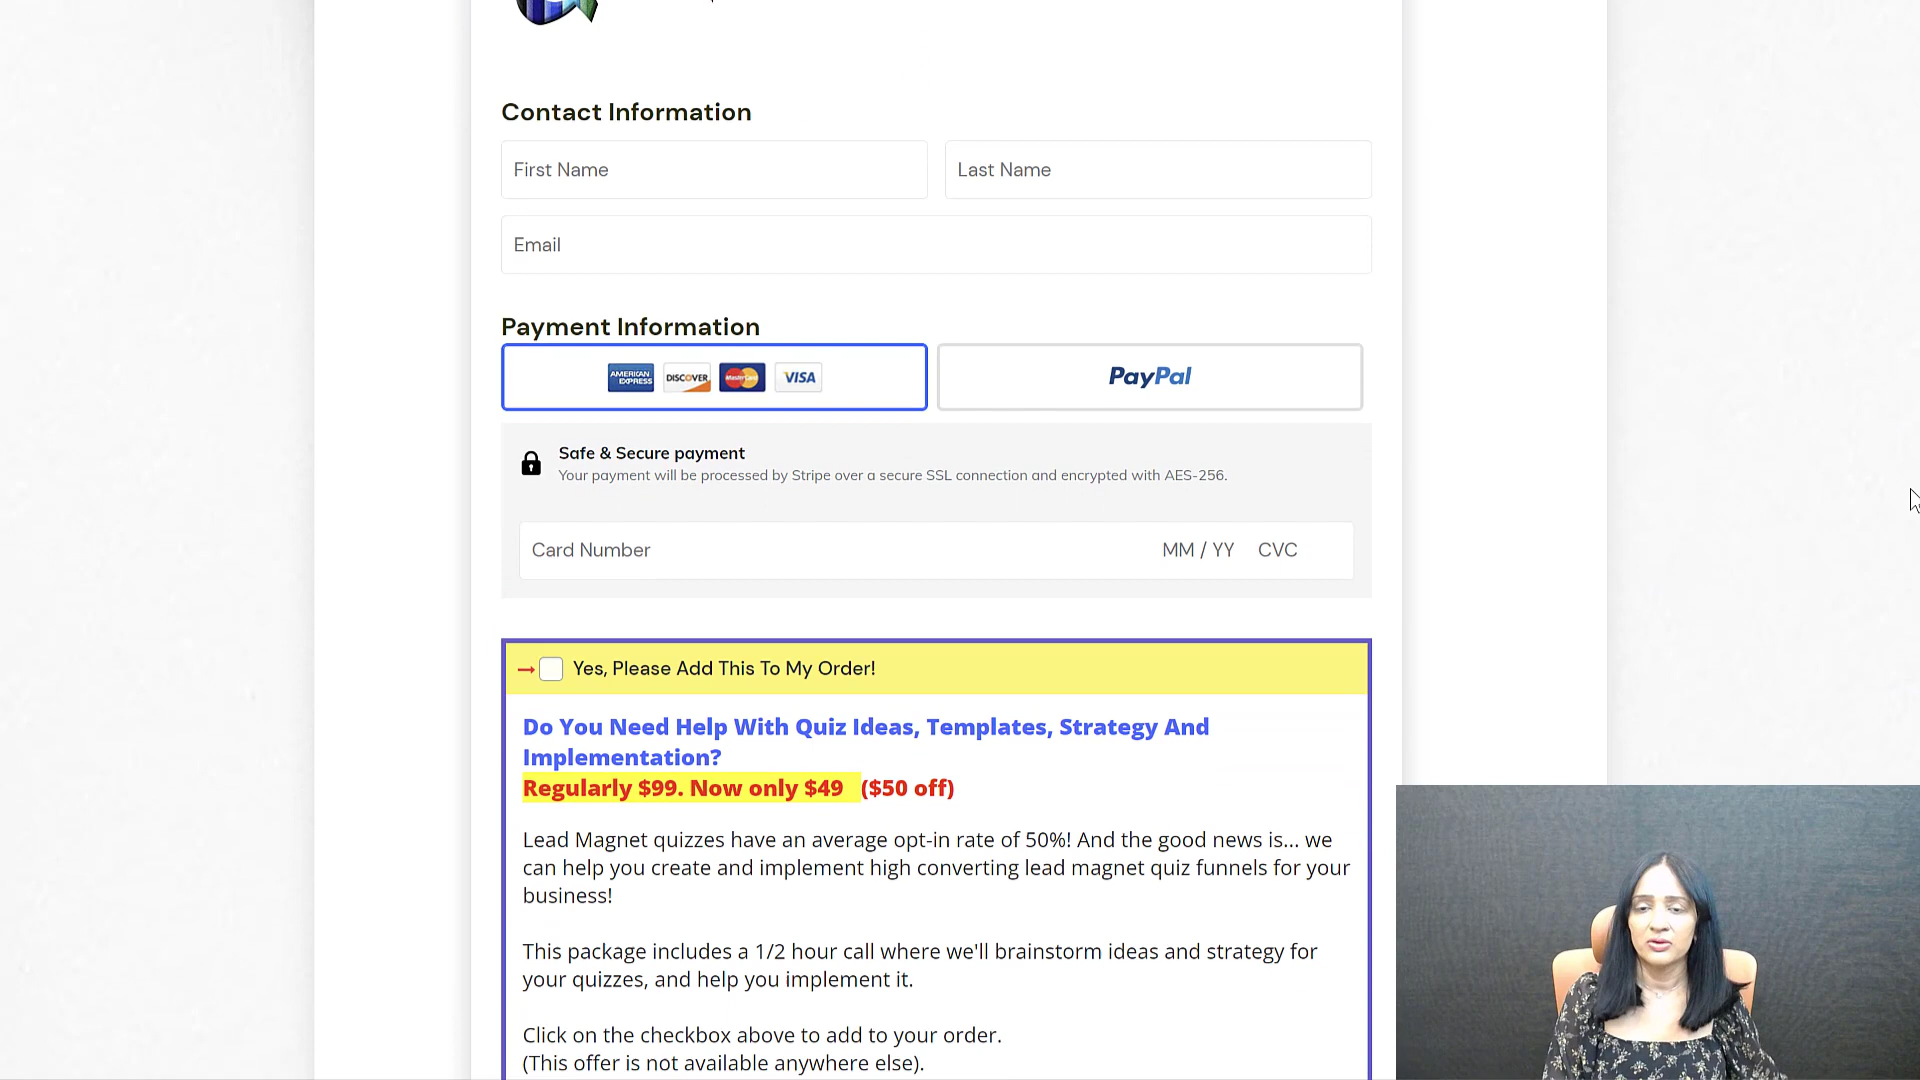 Contact Information
First Name
Last Name
Email
Payment Information
AMERICAN EXPRESS
DISCOVER
MasterCard
VISA
PayPal
Safe & Secure payment
Your payment will be processed by Stripe over a secure SSL connection and encrypted with AES-256.
Card Number
MM / YY
CVC
Yes, Please Add This To My Order!
Do You Need Help With Quiz Ideas, Templates, Strategy And
Implementation?
Regularly $99. Now only $49 ($50 off)
Lead Magnet quizzes have an average opt-in rate of 50%! And the good news is... we
can help you create and implement high converting lead magnet quiz funnels for your
business!
This package includes a 1/2 hour call where we'll brainstorm ideas and strategy for
your quizzes, and help you implement it.
Click on the checkbox above to add to your order.
(This offer is not available anywhere else).